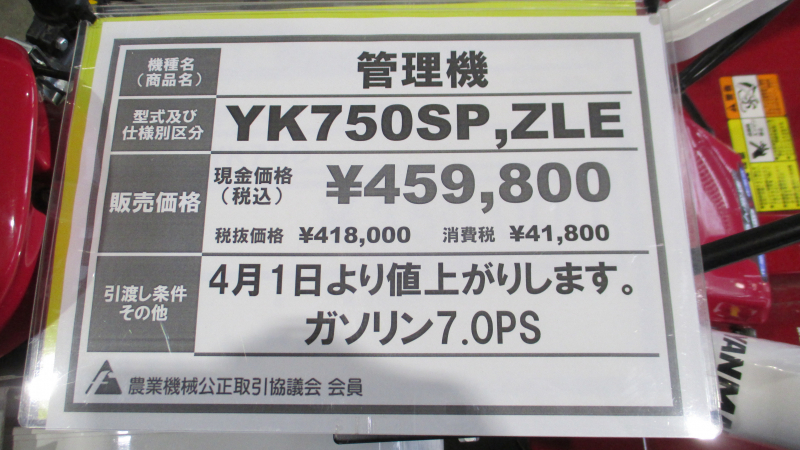 機種名
（商品名）
管理機
型式及び
仕様別区分
YK750SP,ZLE
販売価格
現金価格
（税込）
¥459,800
税抜価格 ¥418,000 消費税 ¥41,800
引渡し条件
その他
4月1日より値上がりします。
ガソリン7.0PS
農業機械公正取引協議会 会員
YANM